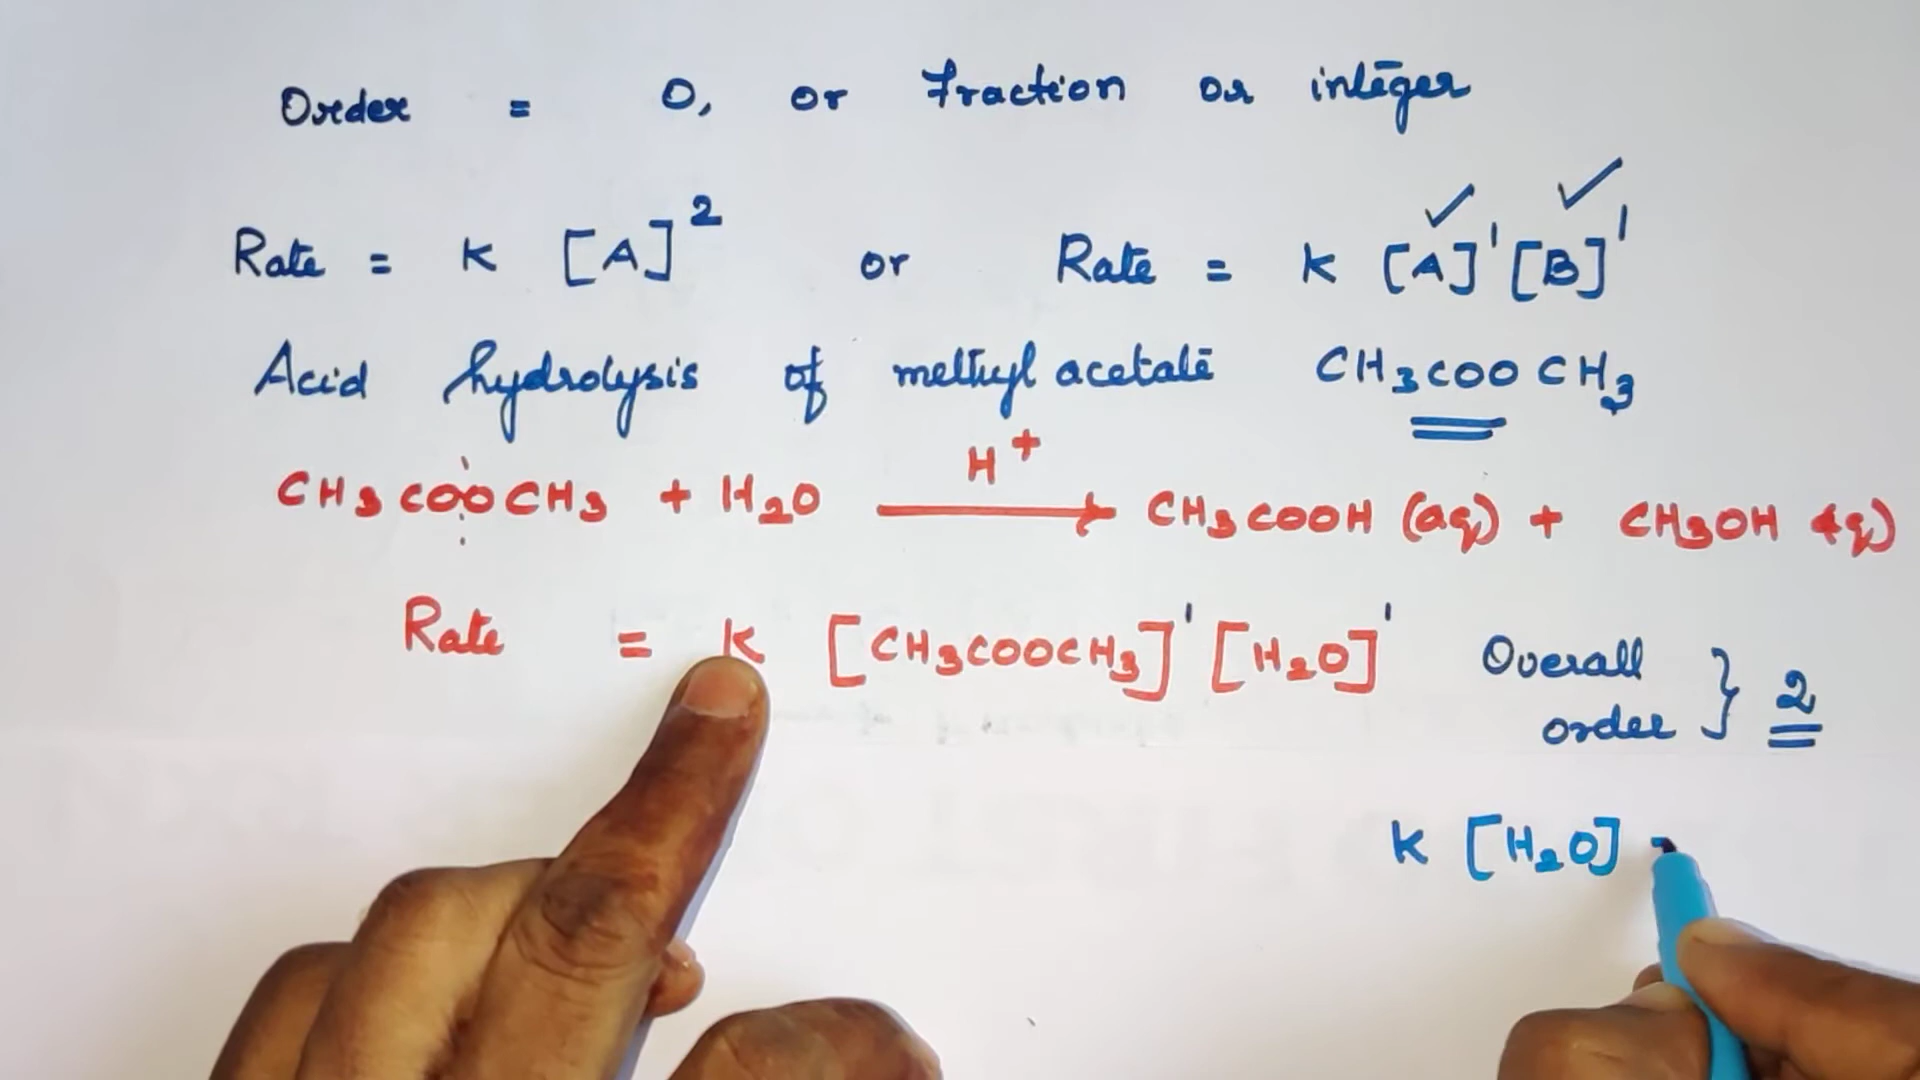 Order = 0, or Fraction or integer
Rate = K [A]² or Rate = K [A]¹ [B]¹
Acid hydrolysis of methyl acetate CH₃COOCH₃
CH₃COOCH₃ + H₂O H⁺ → CH₃COOH (aq) + CH₃OH (aq)
Rate = K [CH₃COOCH₃]¹ [H₂O]¹ Overall order } 2
K [H₂O]